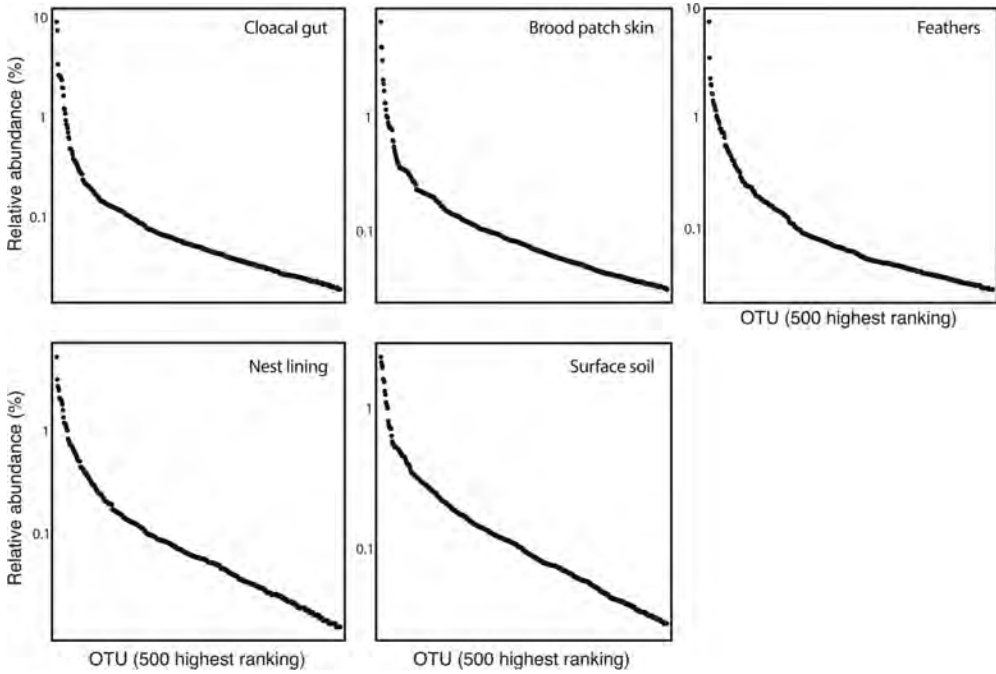 Cloacal gut
Relative abundance (%)
10
1
0.1
Brood patch skin
1
0.1
Feathers
10
1
0.1
OTU (500 highest ranking)
Nest lining
Relative abundance (%)
1
0.1
OTU (500 highest ranking)
Surface soil
1
0.1
OTU (500 highest ranking)